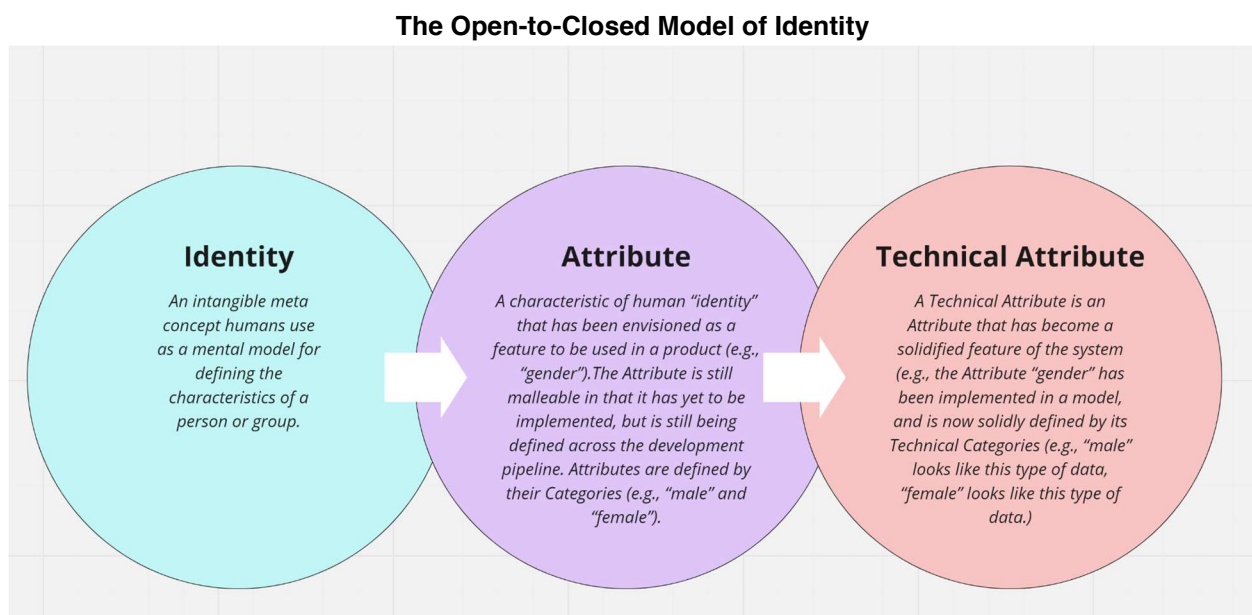 The Open-to-Closed Model of Identity
Identity
An intangible meta
concept humans use
as a mental model for
defining the
characteristics of a
person or group.
Attribute
A characteristic of human “identity”
that has been envisioned as a
feature to be used in a product (e.g.,
“gender”).The Attribute is still
malleable in that it has yet to be
implemented, but is still being
defined across the development
pipeline. Attributes are defined by
their Categories (e.g., “male” and
“female”).
Technical Attribute
A Technical Attribute is an
Attribute that has become a
solidified feature of the system
(e.g., the Attribute “gender” has
been implemented in a model,
and is now solidly defined by its
Technical Categories (e.g., “male”
looks like this type of data,
“female” looks like this type of
data.)